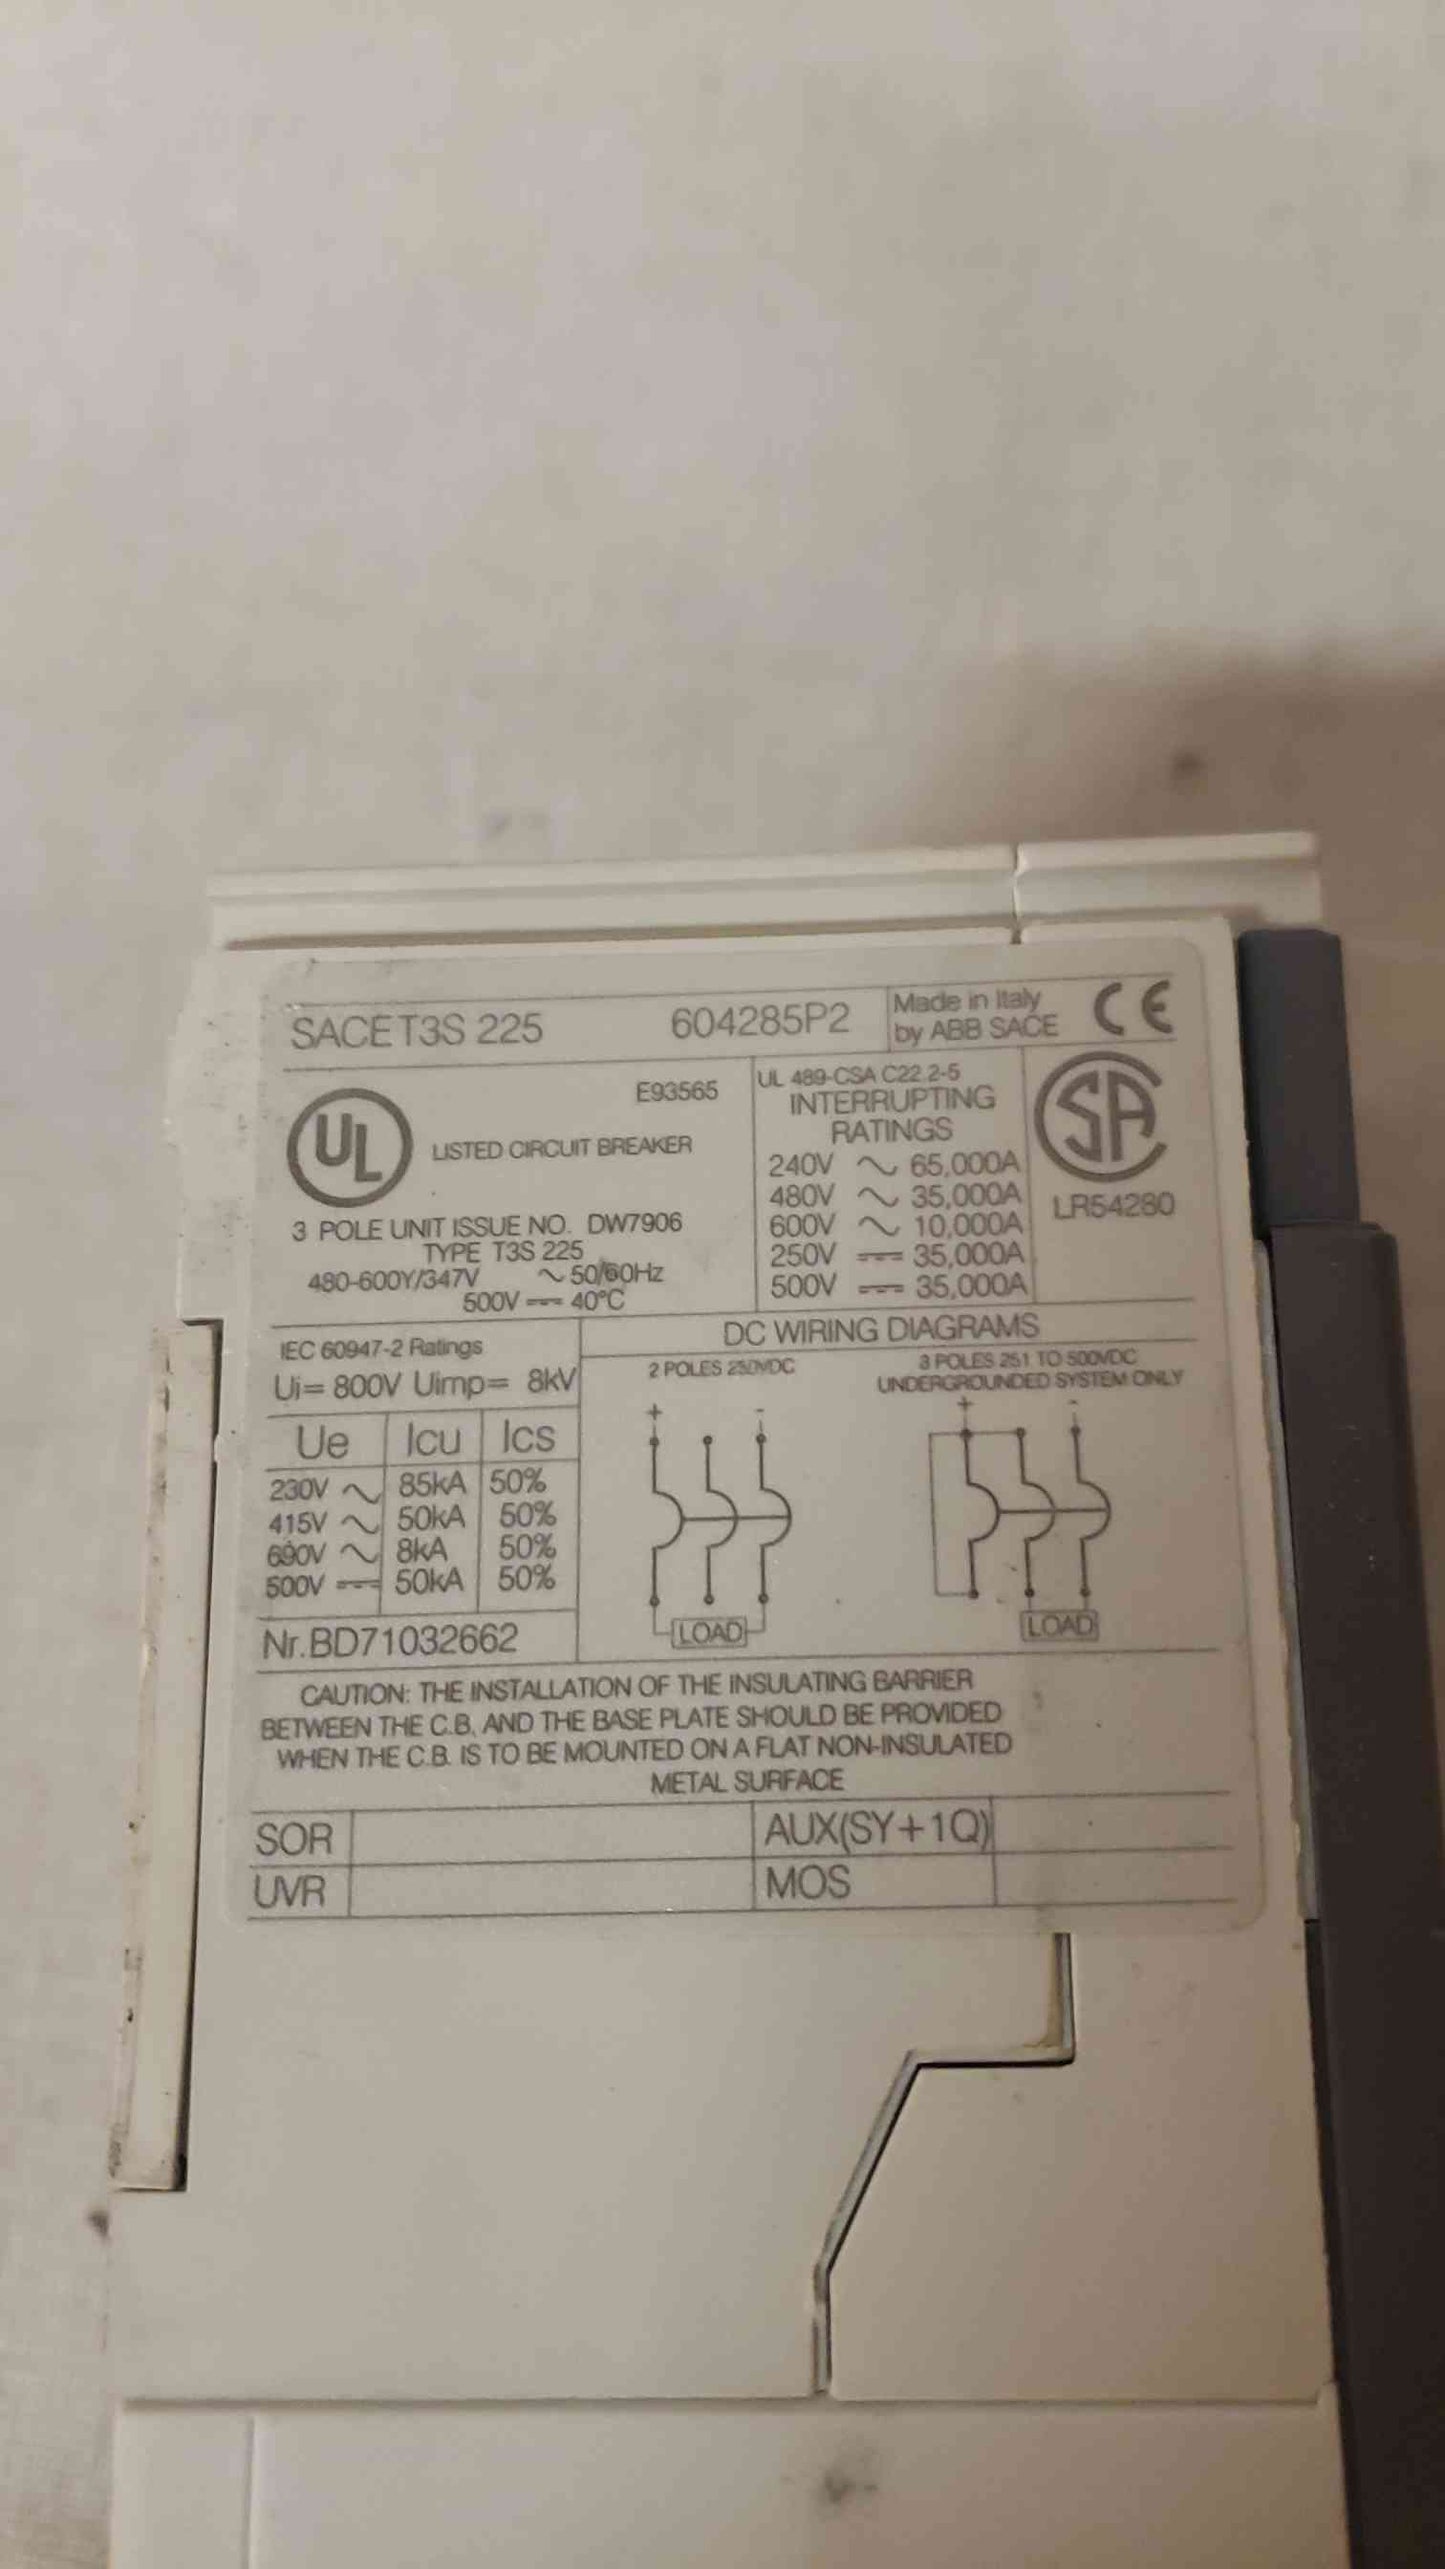 SACE T3S 225 604285P2 Made in Italy
by ABB SACE CE
E93565
UL LISTED CIRCUIT BREAKER
3 POLE UNIT ISSUE NO. DW7906
TYPE T3S 225
480-600Y/347V ~ 50/60Hz
500V ⎓ 40°C
UL 489-CSA C22.2-5
INTERRUPTING
RATINGS
240V ~ 65,000A
480V ~ 35,000A
600V ~ 10,000A
250V ⎓ 35,000A
500V ⎓ 35,000A
SA
LR54280
IEC 60947-2 Ratings
Ui= 800V Uimp= 8kV
Ue Icu Ics
230V ~ 85kA 50%
415V ~ 50kA 50%
690V ~ 8kA 50%
500V ⎓ 50kA 50%
Nr.BD71032662
DC WIRING DIAGRAMS
2 POLES 250VDC
+ -
LOAD
3 POLES 251 TO 500VDC
UNDERGROUNDED SYSTEM ONLY
+ -
LOAD
CAUTION: THE INSTALLATION OF THE INSULATING BARRIER
BETWEEN THE C.B. AND THE BASE PLATE SHOULD BE PROVIDED
WHEN THE C.B. IS TO BE MOUNTED ON A FLAT NON-INSULATED
METAL SURFACE
SOR AUX(SY+1Q)
UVR MOS